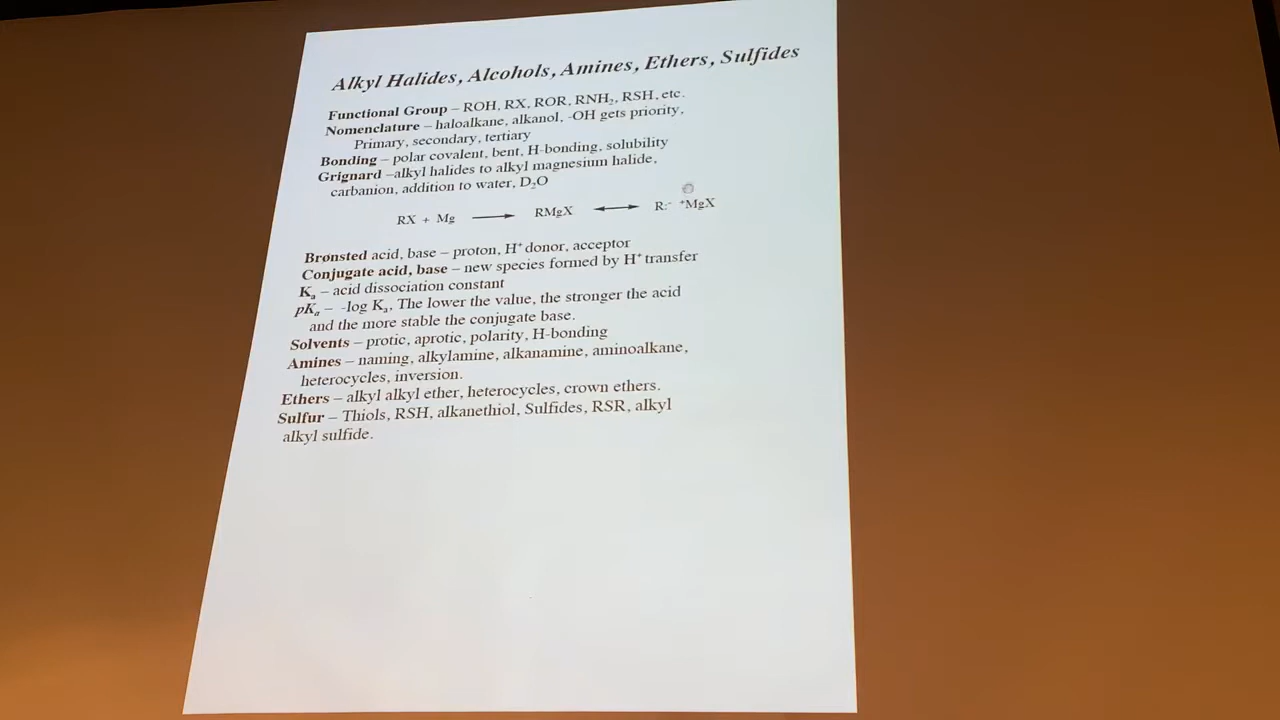 Alkyl Halides, Alcohols, Amines, Ethers, Sulfides
Functional Group – ROH, RX, ROR, RNH₂, RSH, etc.
Nomenclature – haloalkane, alkanol, -OH gets priority,
Primary, secondary, tertiary
Bonding – polar covalent, bent, H-bonding, solubility
Grignard –alkyl halides to alkyl magnesium halide,
carbanion, addition to water, D₂O
RX + Mg ⟶ RMgX ⟷ R:⁻ ⁺MgX
Brønsted acid, base – proton, H⁺ donor, acceptor
Conjugate acid, base – new species formed by H⁺ transfer
Kₐ – acid dissociation constant
pKₐ – -log Kₐ, The lower the value, the stronger the acid
and the more stable the conjugate base.
Solvents – protic, aprotic, polarity, H-bonding
Amines – naming, alkylamine, alkanamine, aminoalkane,
heterocycles, inversion.
Ethers – alkyl alkyl ether, heterocycles, crown ethers.
Sulfur – Thiols, RSH, alkanethiol, Sulfides, RSR, alkyl
alkyl sulfide.